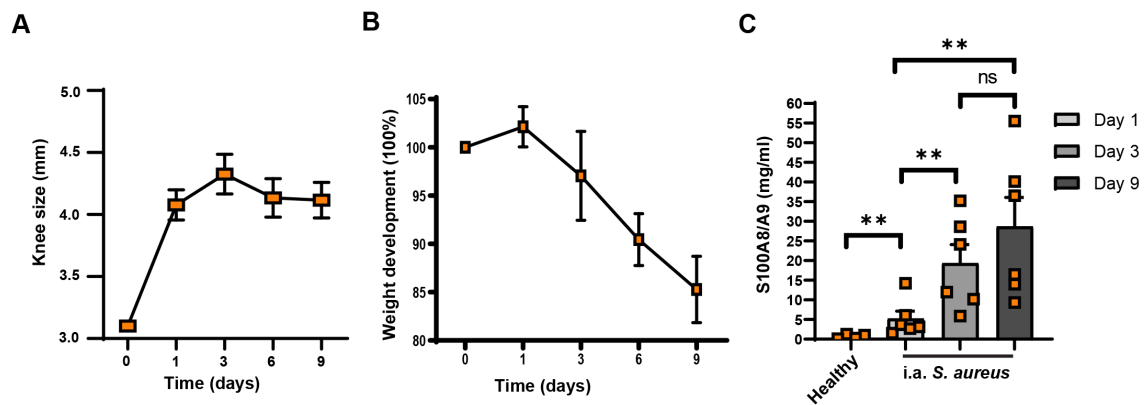 A
Knee size (mm)
5.0
4.5
4.0
3.5
3.0
0 1 3 6 9
Time (days)
B
Weight development (100%)
105
100
95
90
85
80
0 1 3 6 9
Time (days)
C
S100A8/A9 (mg/ml)
60
55
50
45
40
35
30
25
20
15
10
5
0
**
ns
**
**
Healthy
i.a. S. aureus
Day 1
Day 3
Day 9